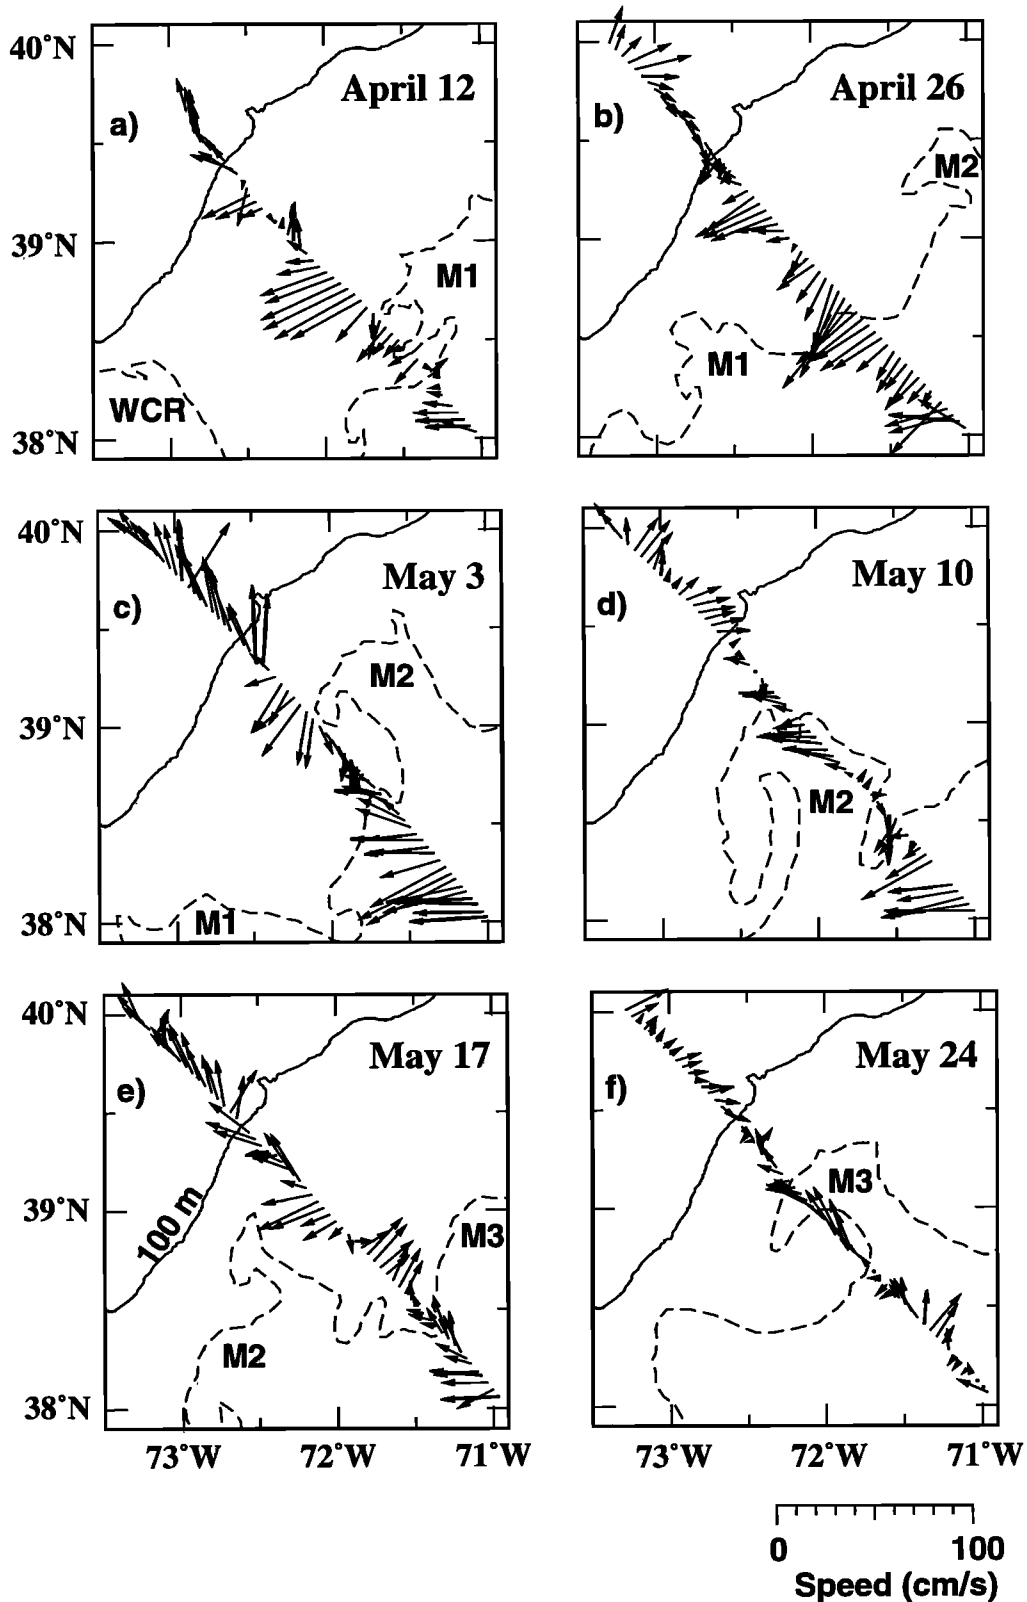 40°N
April 12
April 26
a)
b)
M2
39°N
M1
M1
WCR
38°N
40°N
May 3
May 10
c)
d)
M2
39°N
M2
M1
38°N
40°N
May 17
May 24
e)
f)
M3
39°N
100 m
M3
M2
38°N
73°W 72°W 71°W 73°W 72°W 71°W
0 100
Speed (cm/s)